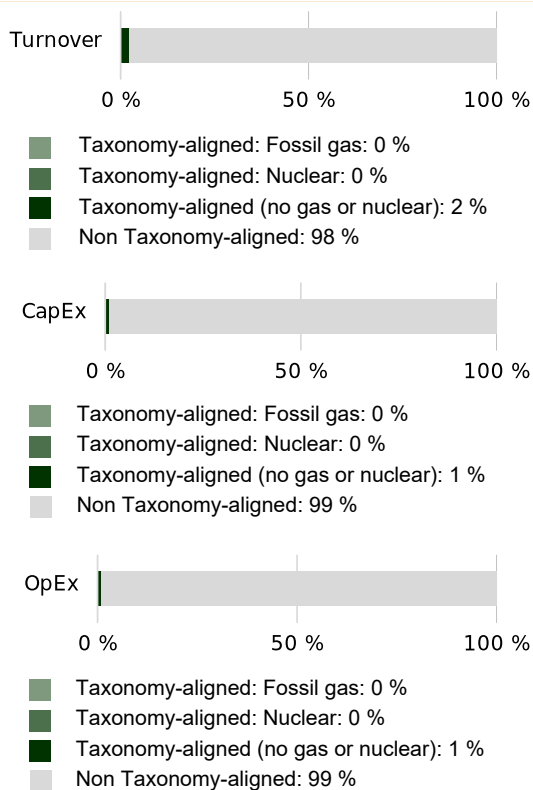 Turnover
0 % 50 % 100 %
Taxonomy-aligned: Fossil gas: 0 %
Taxonomy-aligned: Nuclear: 0 %
Taxonomy-aligned (no gas or nuclear): 2 %
Non Taxonomy-aligned: 98 %
CapEx
0 % 50 % 100 %
Taxonomy-aligned: Fossil gas: 0 %
Taxonomy-aligned: Nuclear: 0 %
Taxonomy-aligned (no gas or nuclear): 1 %
Non Taxonomy-aligned: 99 %
OpEx
0 % 50 % 100 %
Taxonomy-aligned: Fossil gas: 0 %
Taxonomy-aligned: Nuclear: 0 %
Taxonomy-aligned (no gas or nuclear): 1 %
Non Taxonomy-aligned: 99 %